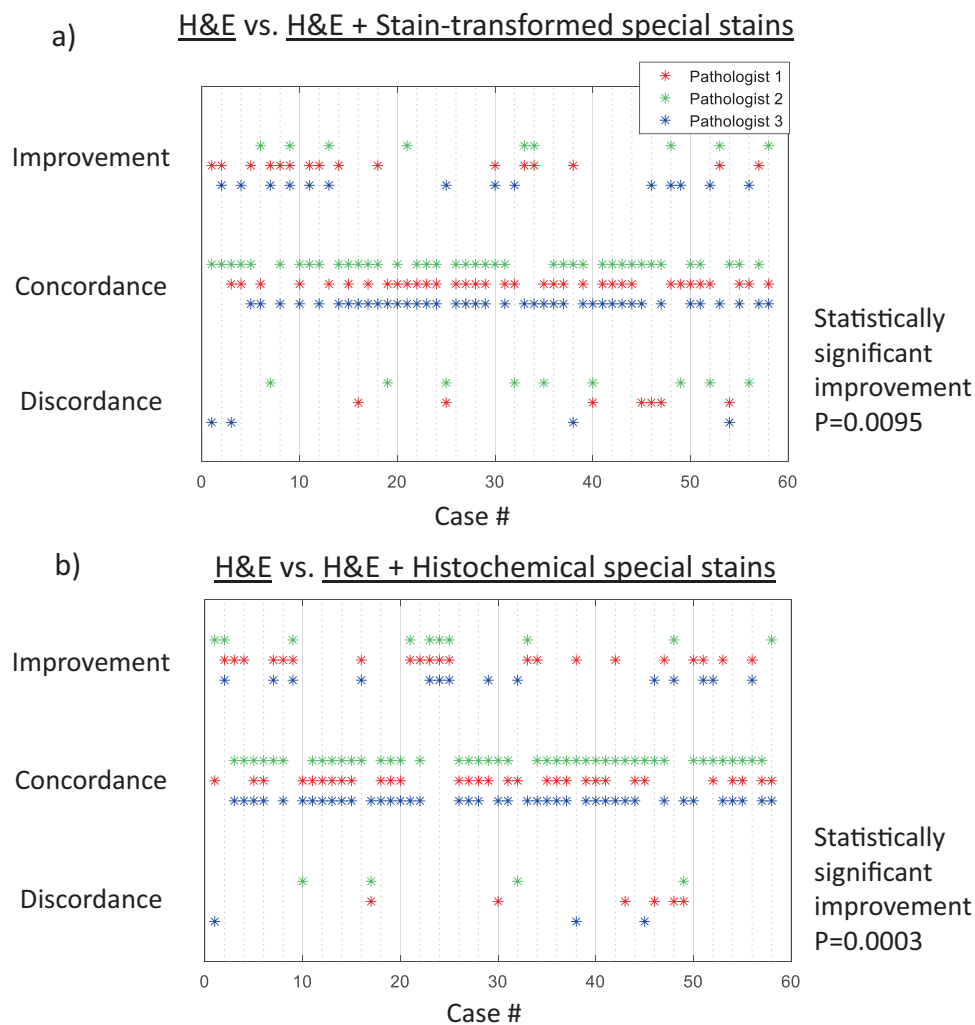 a)
H&E vs. H&E + Stain-transformed special stains
Pathologist 1
Pathologist 2
Pathologist 3
Improvement
Concordance
Discordance
Statistically
significant
improvement
P=0.0095
0 10 20 30 40 50 60
Case #
b)
H&E vs. H&E + Histochemical special stains
Improvement
Concordance
Discordance
Statistically
significant
improvement
P=0.0003
0 10 20 30 40 50 60
Case #